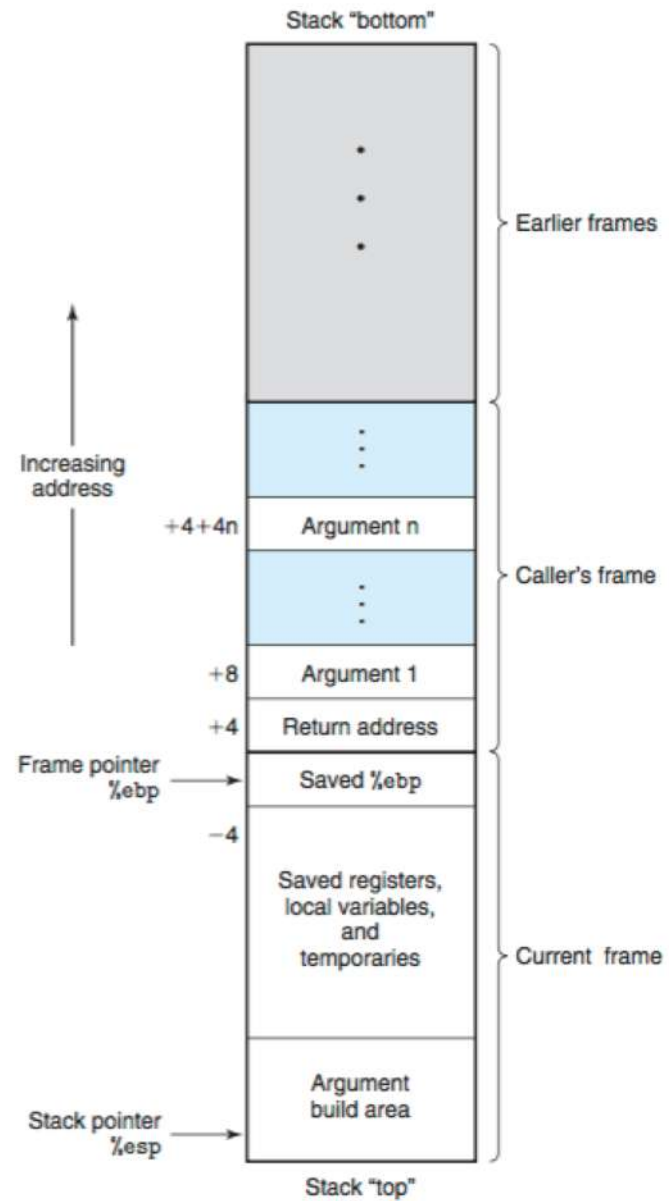 Stack “bottom”
Earlier frames
Increasing
address
+4+4n
Argument n
Caller's frame
+8
Argument 1
+4
Return address
Frame pointer
%ebp
Saved %ebp
−4
Saved registers,
local variables,
and
temporaries
Current frame
Argument
build area
Stack pointer
%esp
Stack “top”